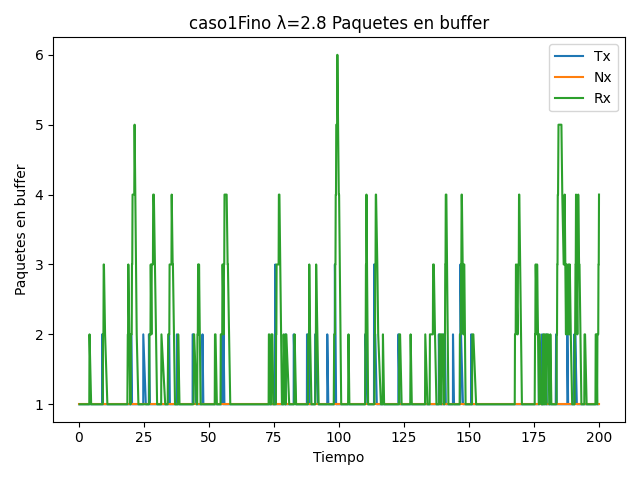 caso1Fino λ=2.8 Paquetes en buffer
Tx
Nx
Rx
Paquetes en buffer
6
5
4
3
2
1
0 25 50 75 100 125 150 175 200
Tiempo